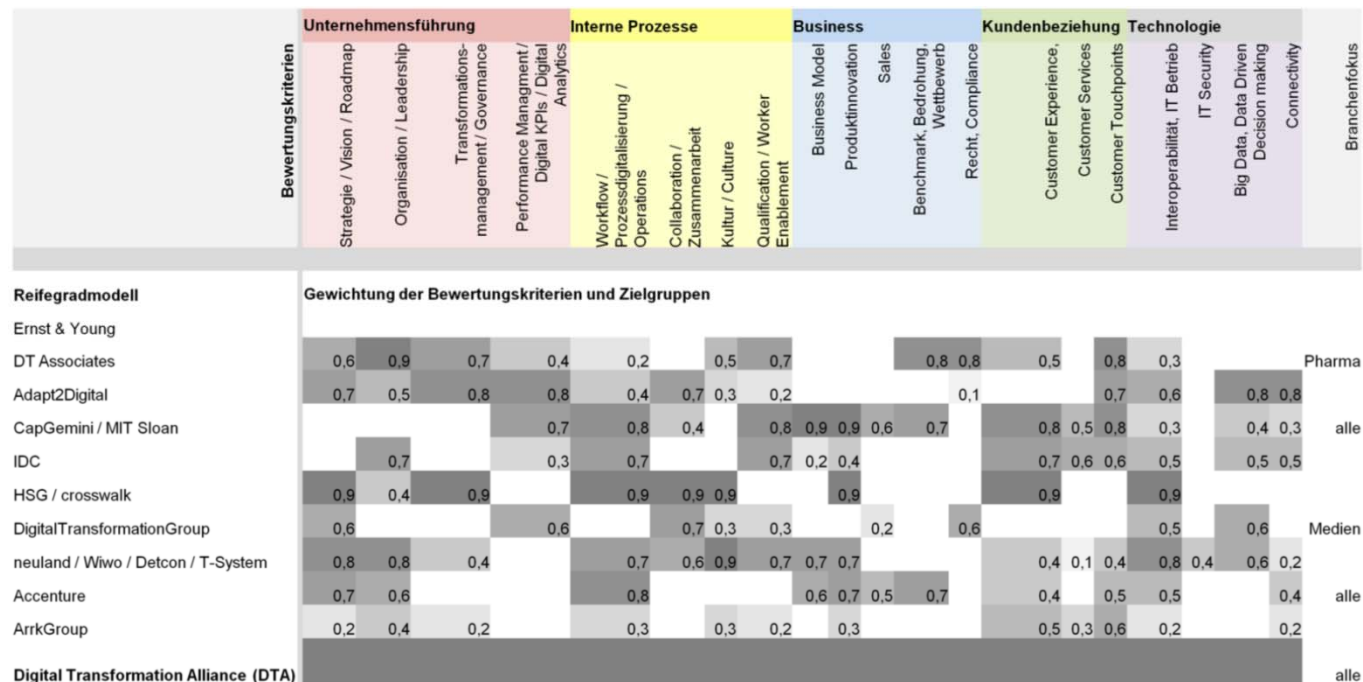 Unternehmensführung Interne Prozesse Business Kundenbeziehung Technologie
Bewertungskriterien
Strategie / Vision / Roadmap
Organisation / Leadership
Transformations-
management / Governance
Performance Managment /
Digital KPIs / Digital
Analytics
Workflow /
Prozessdigitalisierung /
Operations
Collaboration /
Zusammenarbeit
Kultur / Culture
Qualification / Worker
Enablement
Business Model
Produktinnovation
Sales
Benchmark, Bedrohung,
Wettbewerb
Recht, Compliance
Customer Experience,
Customer Services
Customer Touchpoints
Interoperabilität, IT Betrieb
IT Security
Big Data, Data Driven
Decision making
Connectivity
Branchenfokus
Reifegradmodell Gewichtung der Bewertungskriterien und Zielgruppen
Ernst & Young
DT Associates 0,6 0,9 0,7 0,4 0,2 0,5 0,7 0,8 0,8 0,5 0,8 0,3 Pharma
Adapt2Digital 0,7 0,5 0,8 0,8 0,4 0,7 0,3 0,2 0,1 0,7 0,6 0,8 0,8
CapGemini / MIT Sloan 0,7 0,8 0,4 0,8 0,9 0,9 0,6 0,7 0,8 0,5 0,8 0,3 0,4 0,3 alle
IDC 0,7 0,3 0,7 0,7 0,2 0,4 0,7 0,6 0,6 0,5 0,5 0,5
HSG / crosswalk 0,9 0,4 0,9 0,9 0,9 0,9 0,9 0,9 0,9
DigitalTransformationGroup 0,6 0,6 0,7 0,3 0,3 0,2 0,6 0,5 0,6 Medien
neuland / Wiwo / Detcon / T-System 0,8 0,8 0,4 0,7 0,6 0,9 0,7 0,7 0,7 0,4 0,1 0,4 0,8 0,4 0,6 0,2
Accenture 0,7 0,6 0,8 0,6 0,7 0,5 0,7 0,4 0,5 0,5 0,4 alle
ArrkGroup 0,2 0,4 0,2 0,3 0,3 0,2 0,3 0,5 0,3 0,6 0,2 0,2
Digital Transformation Alliance (DTA) alle